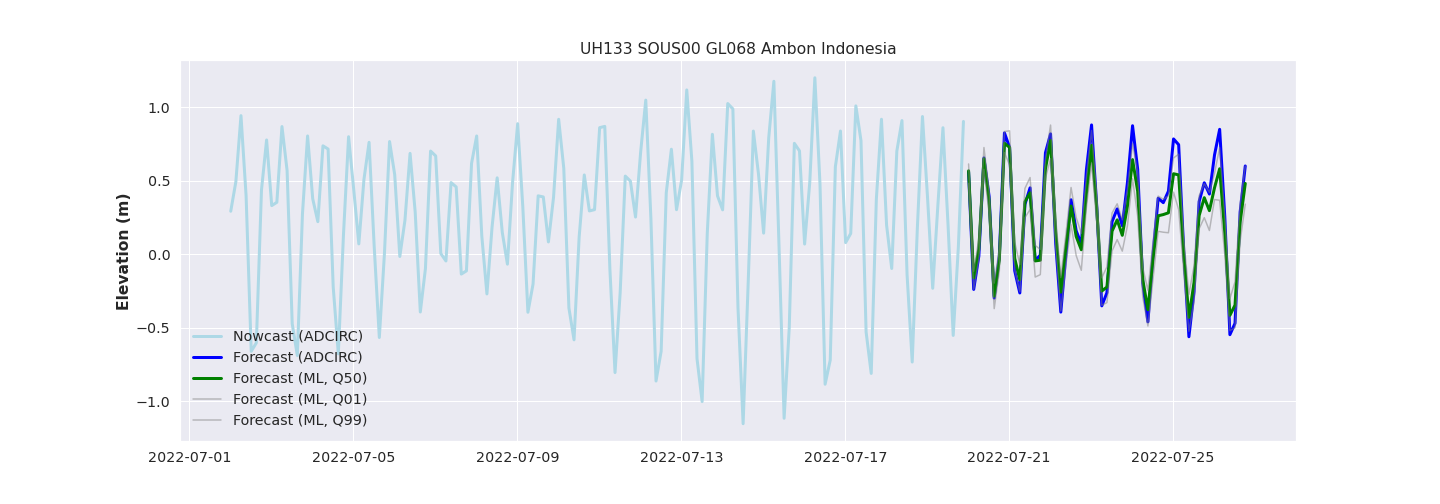 UH133 SOUS00 GL068 Ambon Indonesia
Elevation (m)
1.0
0.5
0.0
−0.5
−1.0
Nowcast (ADCIRC)
Forecast (ADCIRC)
Forecast (ML, Q50)
Forecast (ML, Q01)
Forecast (ML, Q99)
2022-07-01 2022-07-05 2022-07-09 2022-07-13 2022-07-17 2022-07-21 2022-07-25